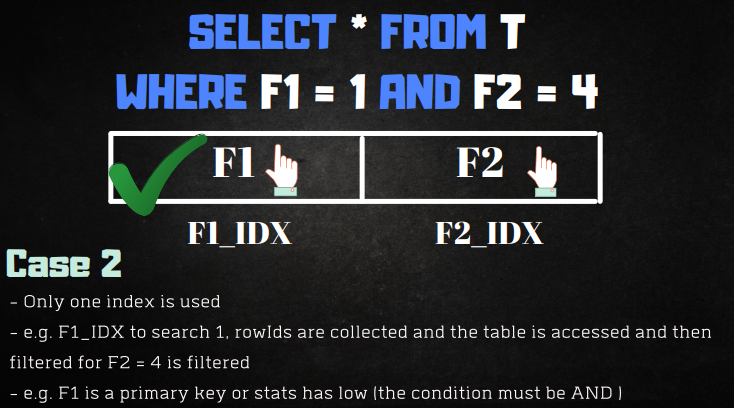 SELECT * FROM T
WHERE F1 = 1 AND F2 = 4
F1 F2
F1_IDX F2_IDX
Case 2
- Only one index is used
- e.g. F1_IDX to search 1, rowIds are collected and the table is accessed and then
filtered for F2 = 4 is filtered
- e.g. F1 is a primary key or stats has low (the condition must be AND )